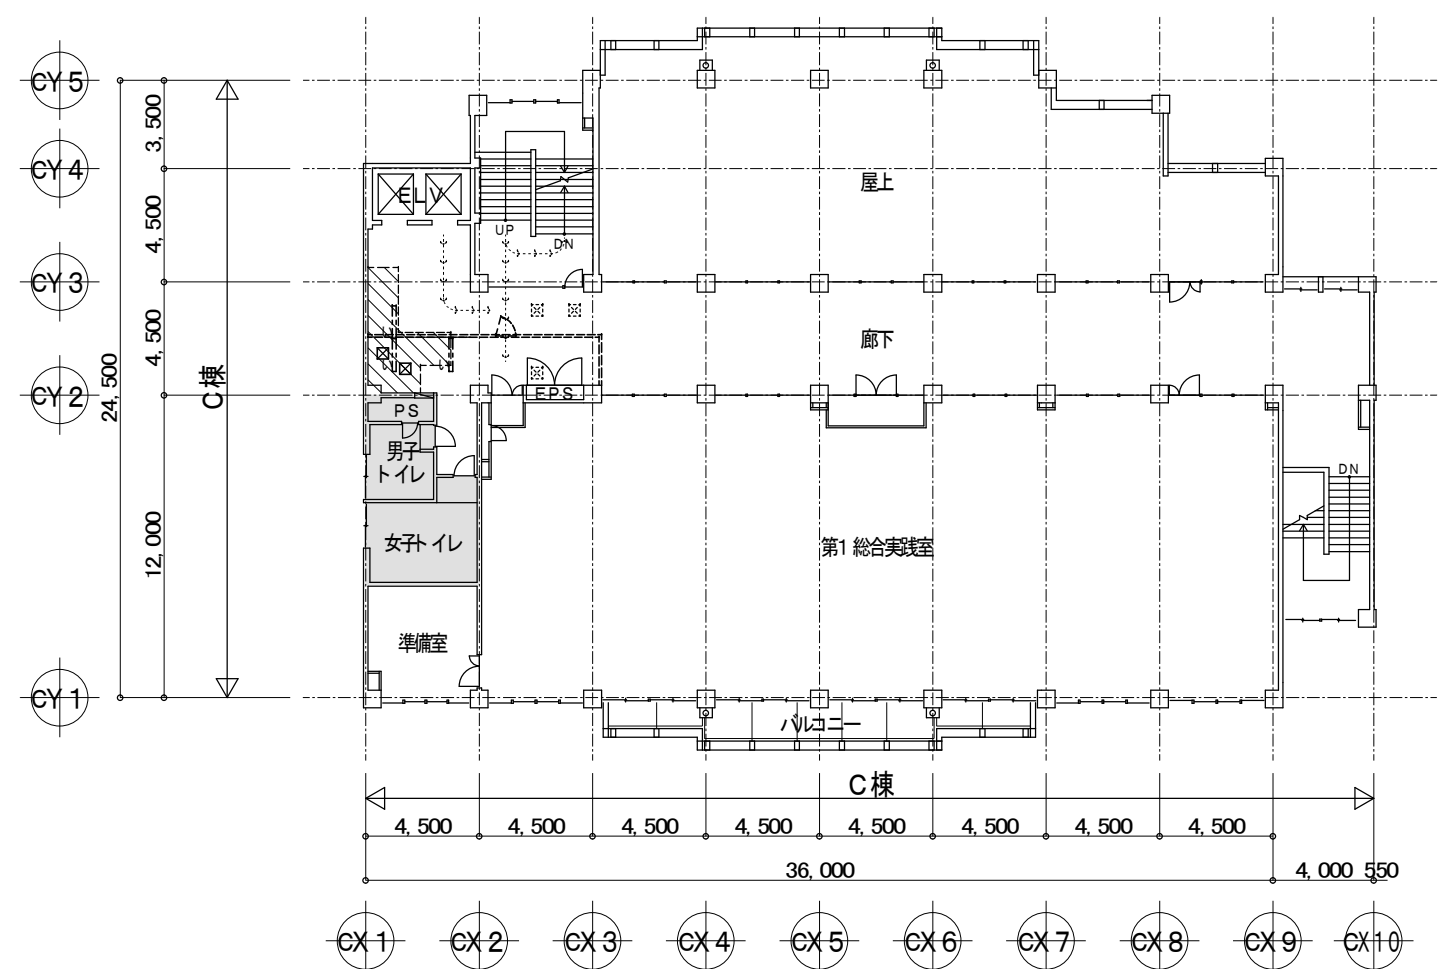 CY5
3,500
CY4
ELV
屋上
4,500
UP
DN
CY3
4,500
廊下
24,500
C棟
CY2
EPS
PS
男子
トイレ
DN
12,000
女子トイレ
第1総合実践室
準備室
CY1
バルコニー
C棟
4,500 4,500 4,500 4,500 4,500 4,500 4,500 4,500
36,000 4,000 550
CX1 CX2 CX3 CX4 CX5 CX6 CX7 CX8 CX9 CX10